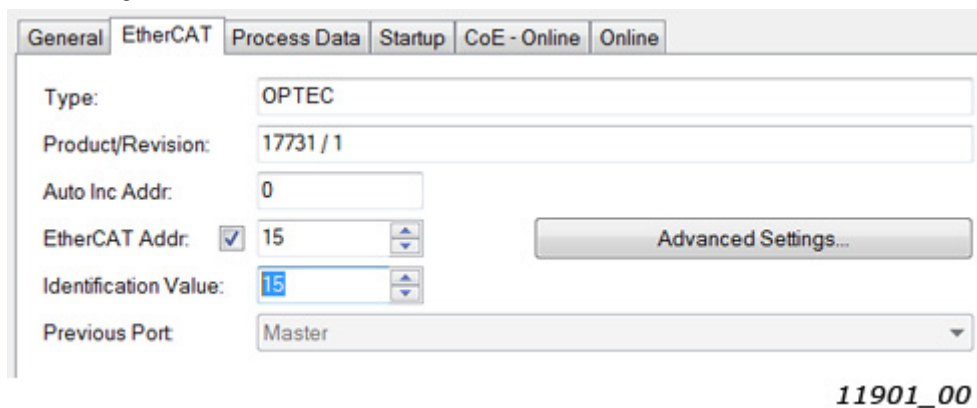 General EtherCAT Process Data Startup CoE - Online Online
Type: OPTEC
Product/Revision: 17731 / 1
Auto Inc Addr: 0
EtherCAT Addr: 15 Advanced Settings...
Identification Value: 15
Previous Port: Master
11901_00